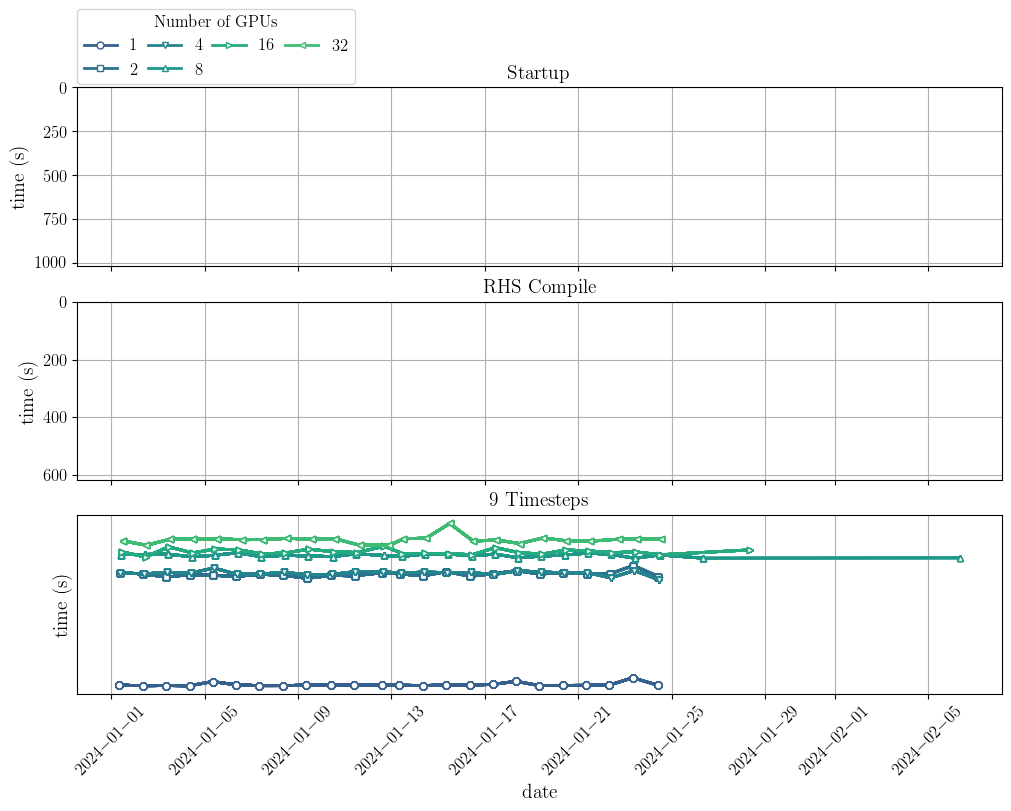 Number of GPUs
1 4 16 32
2 8
Startup
0
250
500
750
1000
time (s)
RHS Compile
0
200
400
600
time (s)
9 Timesteps
time (s)
2024−01−01
2024−01−05
2024−01−09
2024−01−13
2024−01−17
2024−01−21
2024−01−25
2024−01−29
2024−02−01
2024−02−05
date